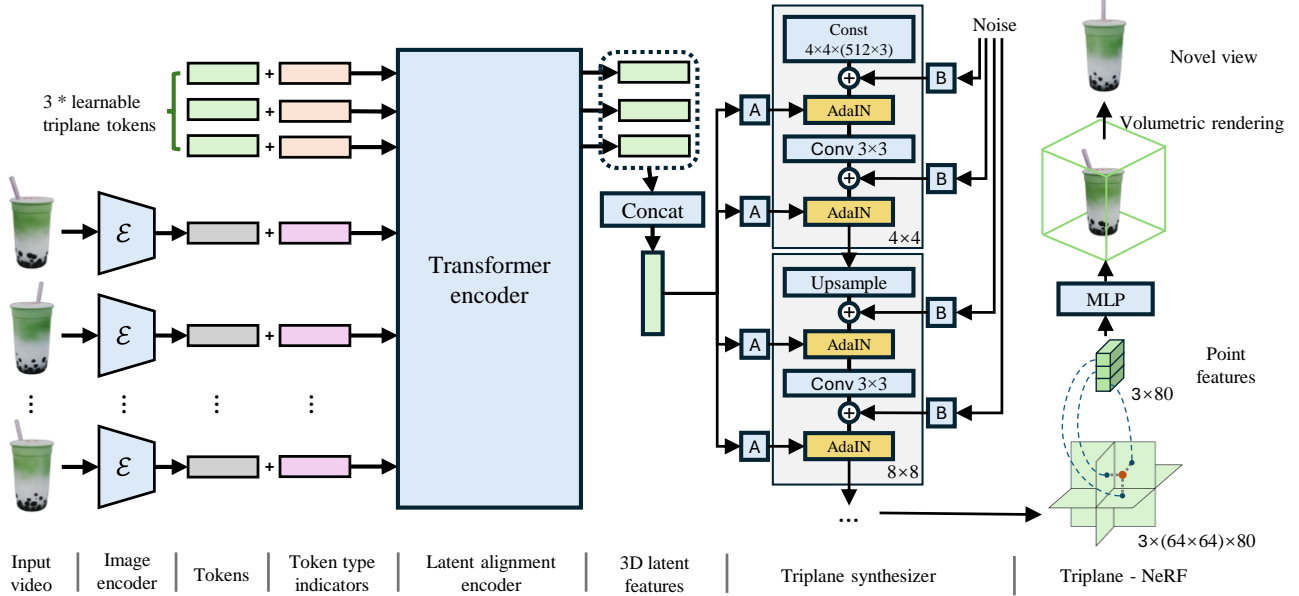 3 * learnable
triplane tokens
+
+
+
ℰ
+
ℰ
+
...
...
...
...
ℰ
+
Transformer
encoder
Concat
Const
4×4×(512×3)
Noise
+
B
A
AdaIN
Conv 3×3
+
B
A
AdaIN
4×4
Upsample
+
B
A
AdaIN
Conv 3×3
+
B
A
AdaIN
8×8
...
Novel view
Volumetric rendering
MLP
Point
features
3×80
3×(64×64)×80
Input
video
Image
encoder
Tokens
Token type
indicators
Latent alignment
encoder
3D latent
features
Triplane synthesizer
Triplane - NeRF